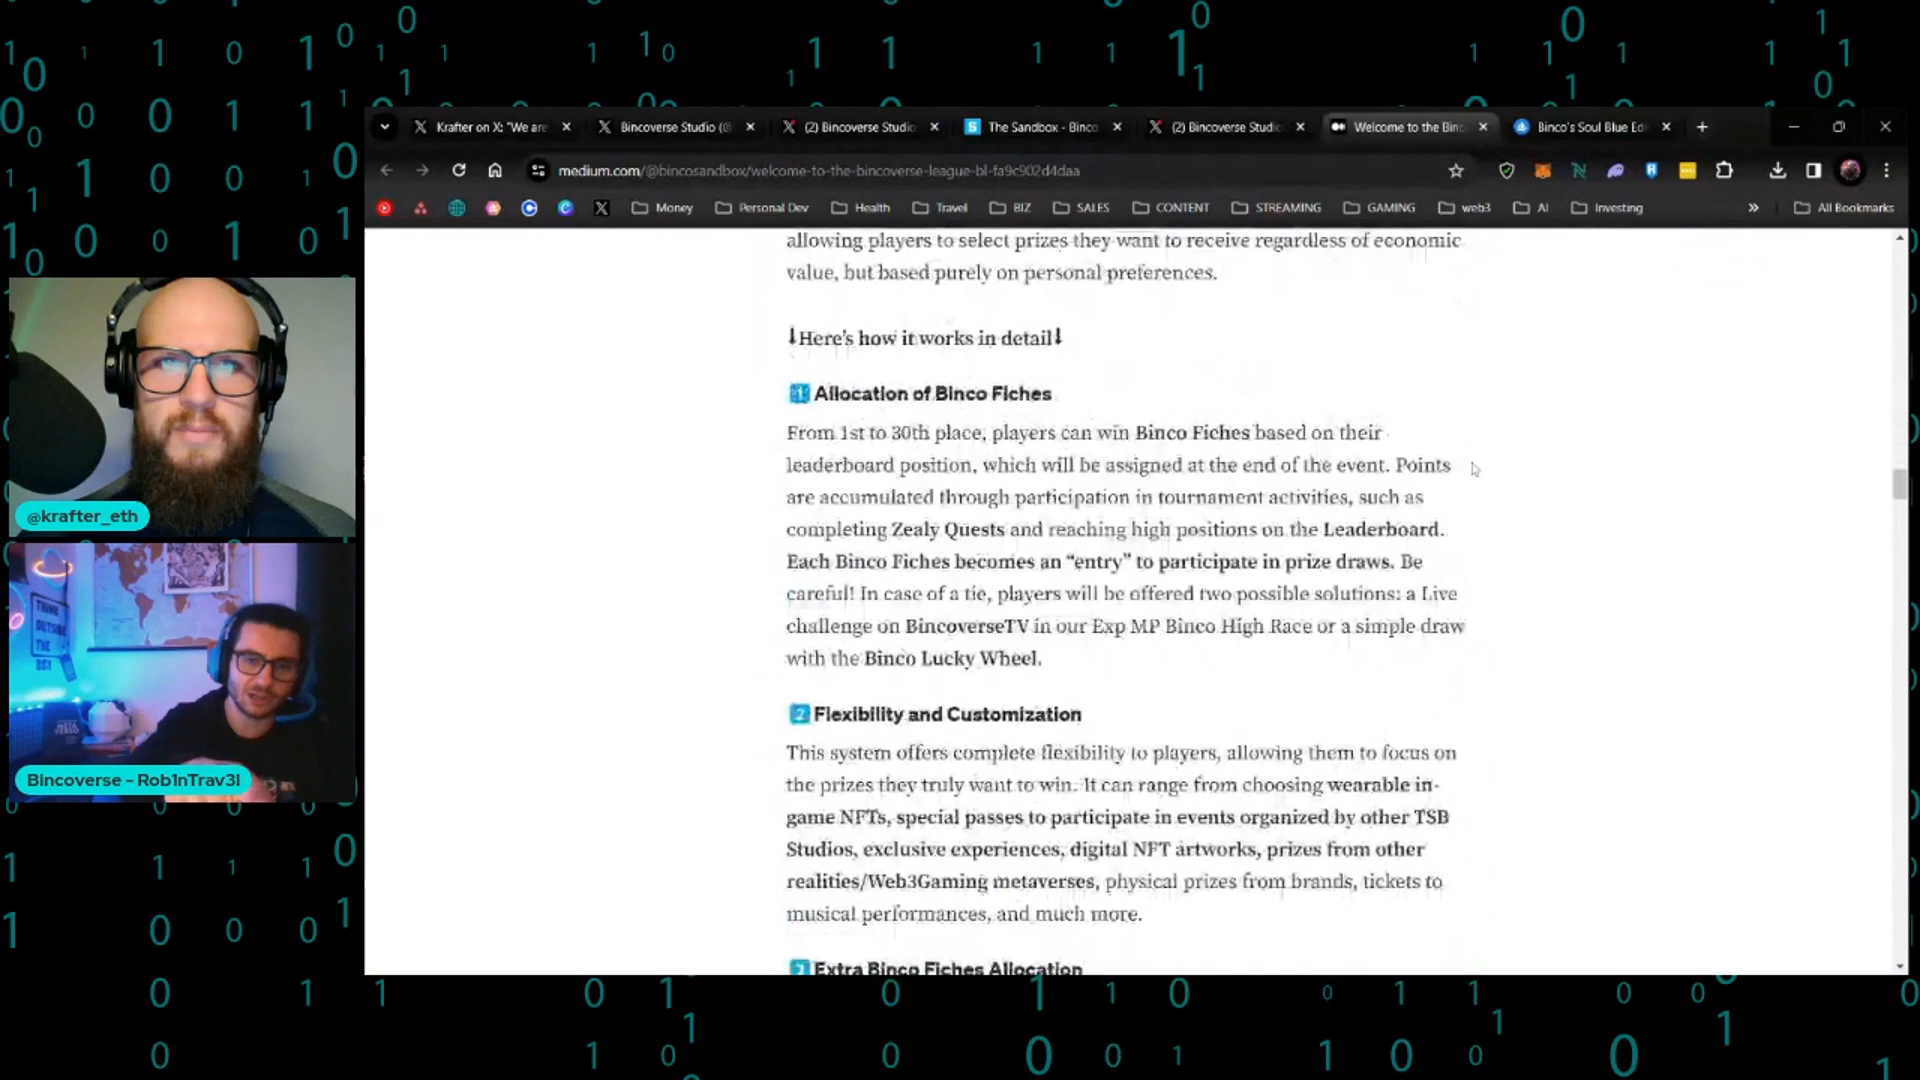 Krafter on X: "We are
Bincoverse Studio (@
(2) Bincoverse Studio
The Sandbox - Binco
(2) Bincoverse Studio
Welcome to the Binc
Binco's Soul Blue Ed
medium.com/@bincosandbox/welcome-to-the-bincoverse-league-bl-fa9c902d4daa
Money
Personal Dev
Health
Travel
BIZ
SALES
CONTENT
STREAMING
GAMING
web3
AI
Investing
»
All Bookmarks
allowing players to select prizes they want to receive regardless of economic
value, but based purely on personal preferences.
⬇Here's how it works in detail⬇
1 Allocation of Binco Fiches
From 1st to 30th place, players can win Binco Fiches based on their
leaderboard position, which will be assigned at the end of the event. Points
are accumulated through participation in tournament activities, such as
completing Zealy Quests and reaching high positions on the Leaderboard.
Each Binco Fiches becomes an “entry” to participate in prize draws. Be
careful! In case of a tie, players will be offered two possible solutions: a Live
challenge on BincoverseTV in our Exp MP Binco High Race or a simple draw
with the Binco Lucky Wheel.
2 Flexibility and Customization
This system offers complete flexibility to players, allowing them to focus on
the prizes they truly want to win. It can range from choosing wearable in-
game NFTs, special passes to participate in events organized by other TSB
Studios, exclusive experiences, digital NFT artworks, prizes from other
realities/Web3Gaming metaverses, physical prizes from brands, tickets to
musical performances, and much more.
3 Extra Binco Fiches Allocation
@krafter_eth
THINK
OUTSIDE
THE
BOX
Bincoverse - Rob1nTrav3l